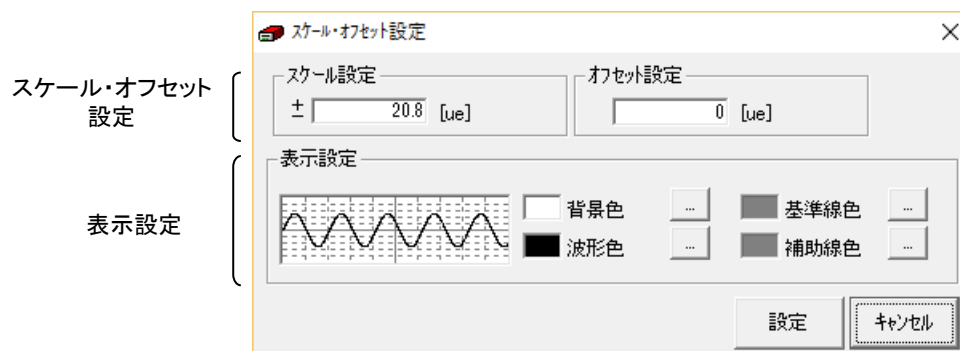 スケール・オフセット設定
スケール・オフセット
設定
スケール設定
± 20.8 [ue]
オフセット設定
0 [ue]
表示設定
表示設定
背景色 ...
基準線色 ...
波形色 ...
補助線色 ...
設定
キャンセル